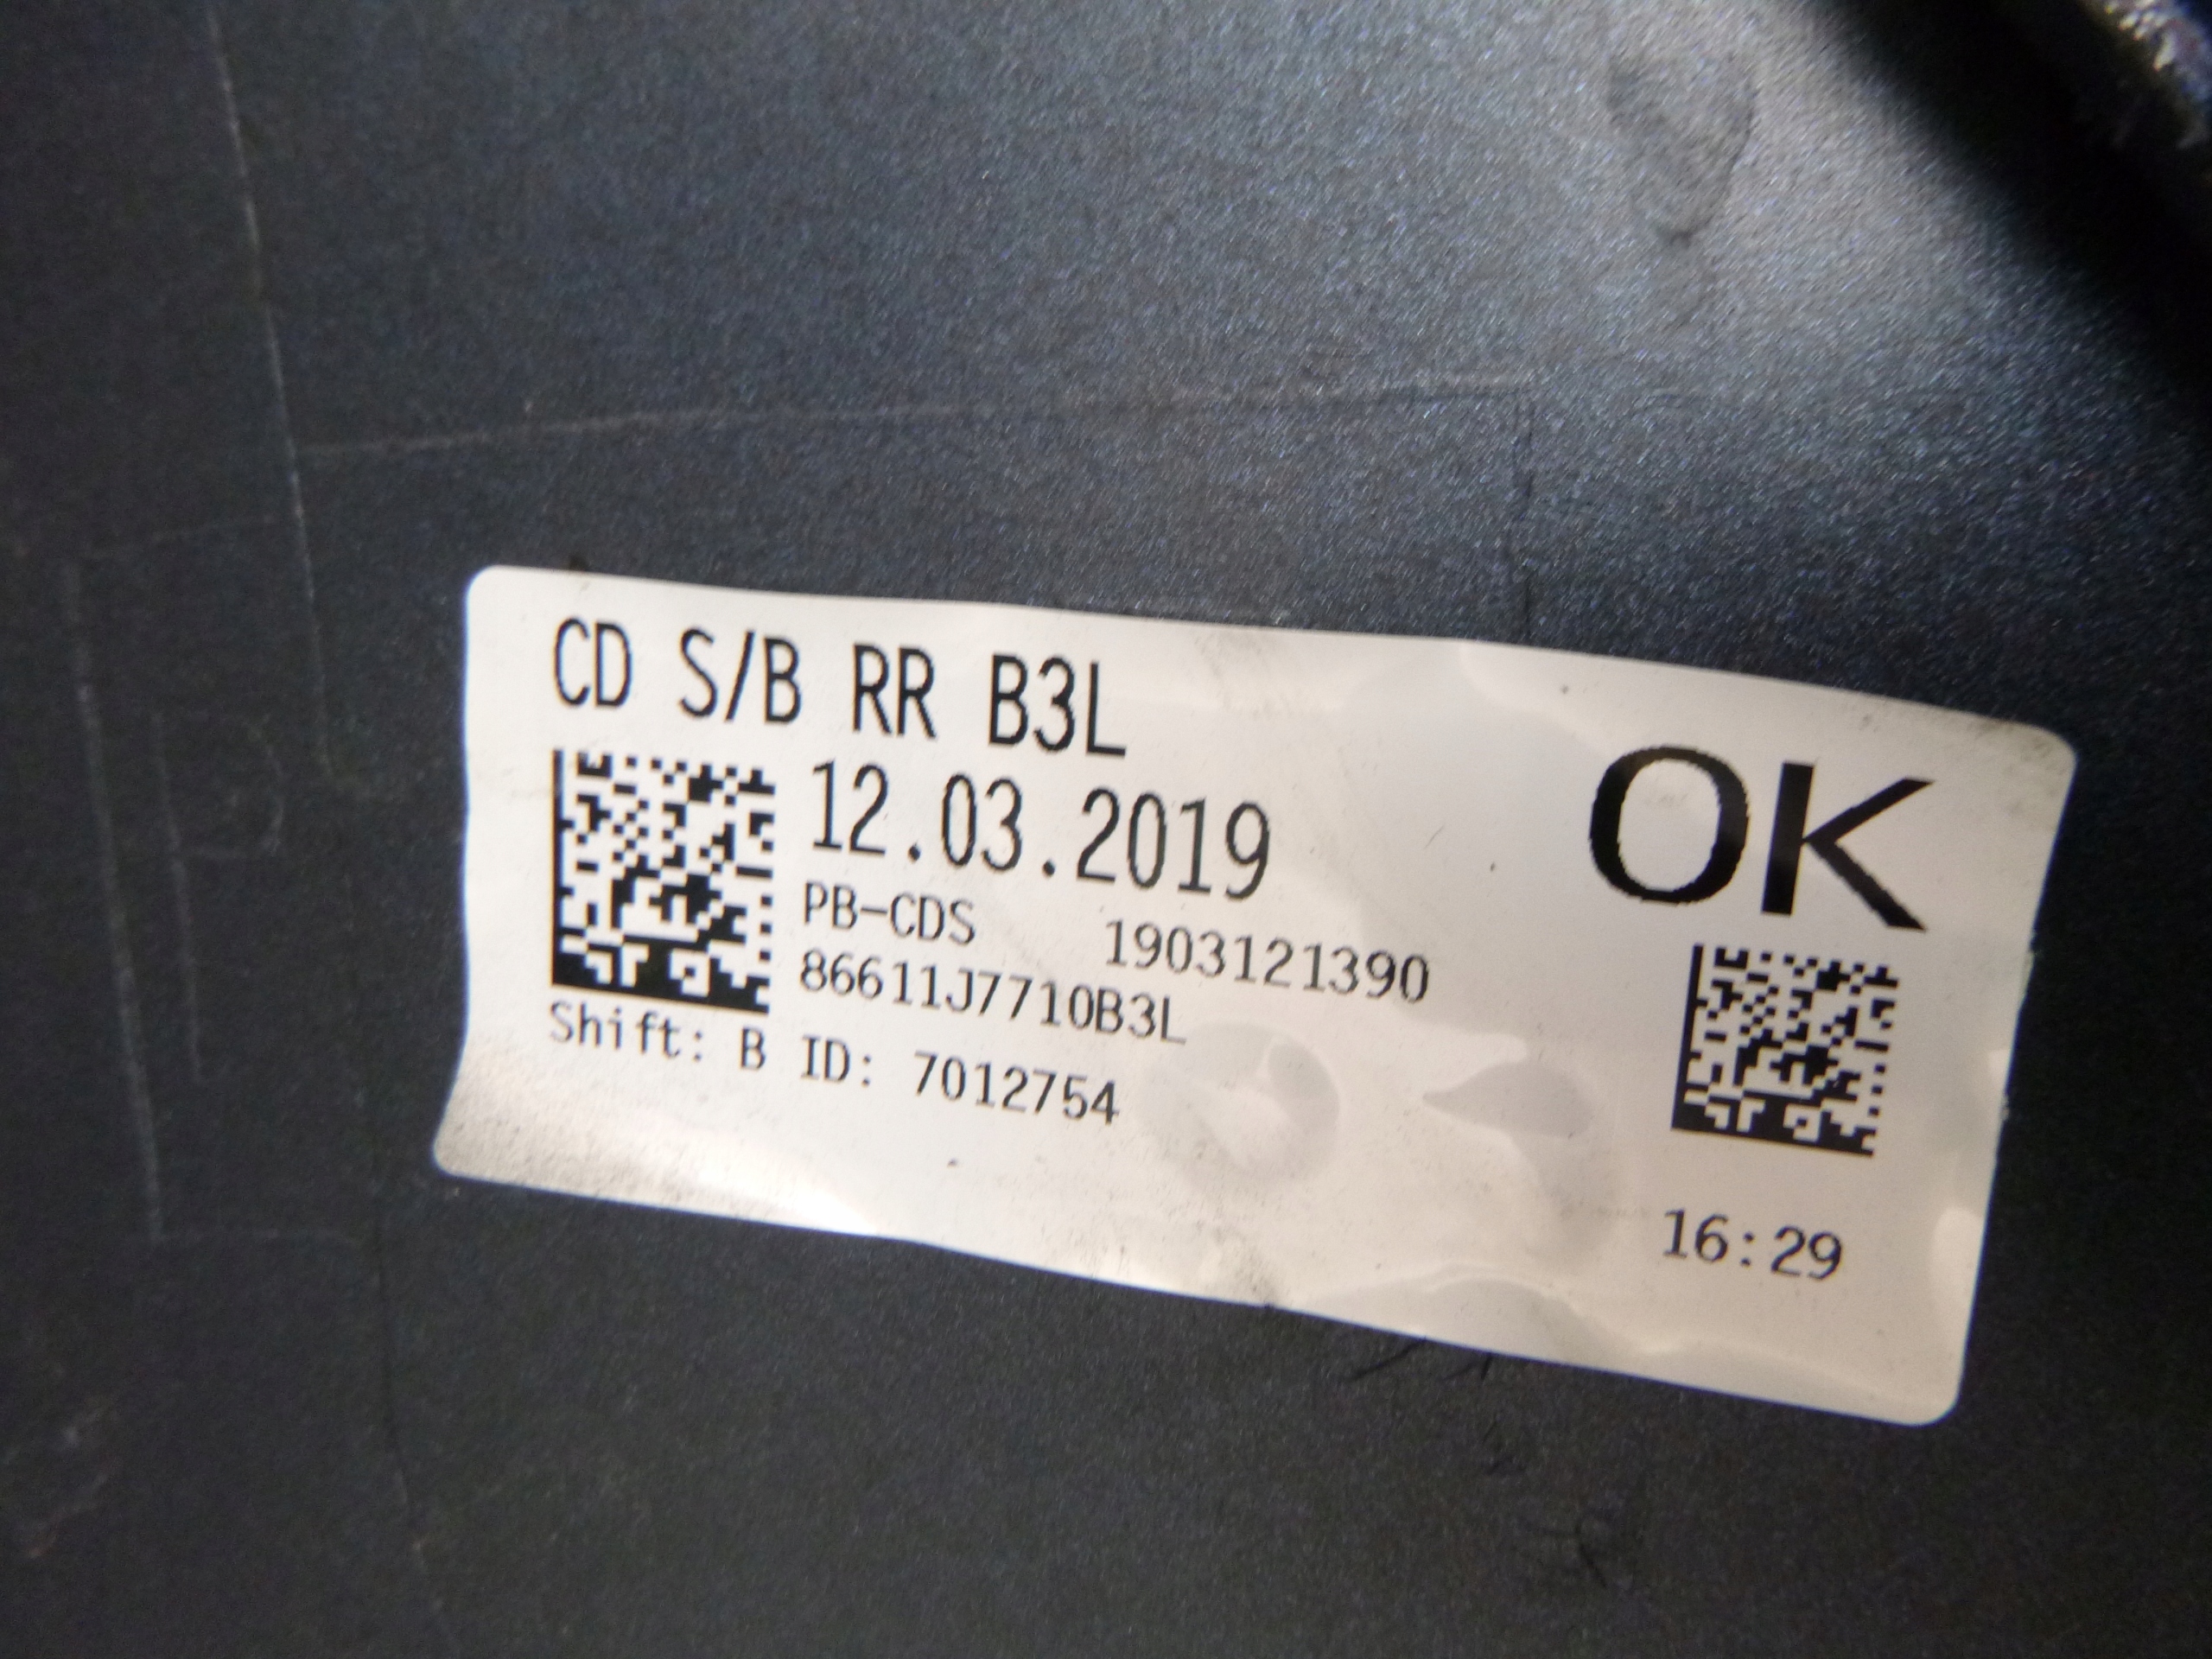 CD S/B RR B3L
12.03.2019
OK
PB-CDS 1903121390
86611J7710B3L
Shift: B ID: 7012754
16:29